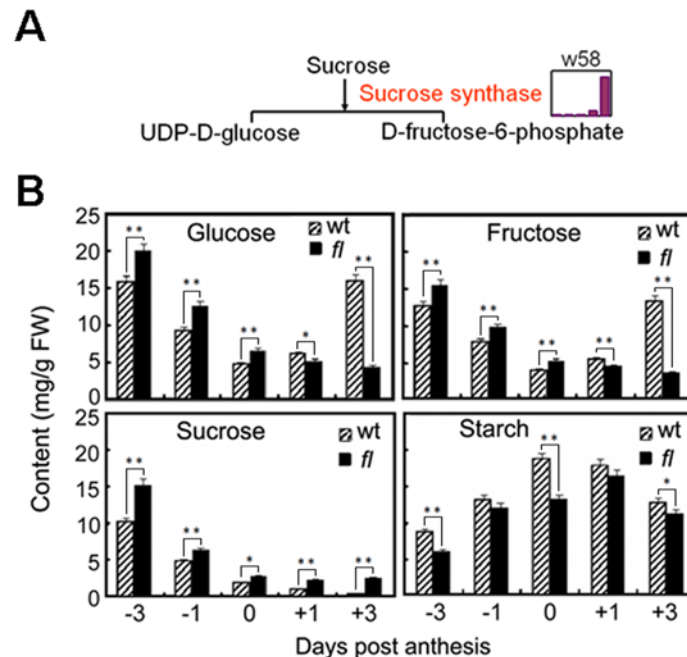 A
w58
Sucrose
Sucrose synthase
UDP-D-glucose
D-fructose-6-phosphate
B
Content (mg/g FW)
25
20
15
10
5
0
Glucose
wt
fl
** ** ** * **
Fructose
wt
fl
** ** ** ** **
25
20
15
10
5
0
Sucrose
wt
fl
** ** * ** **
Starch
wt
fl
** ** *
-3 -1 0 +1 +3
-3 -1 0 +1 +3
Days post anthesis